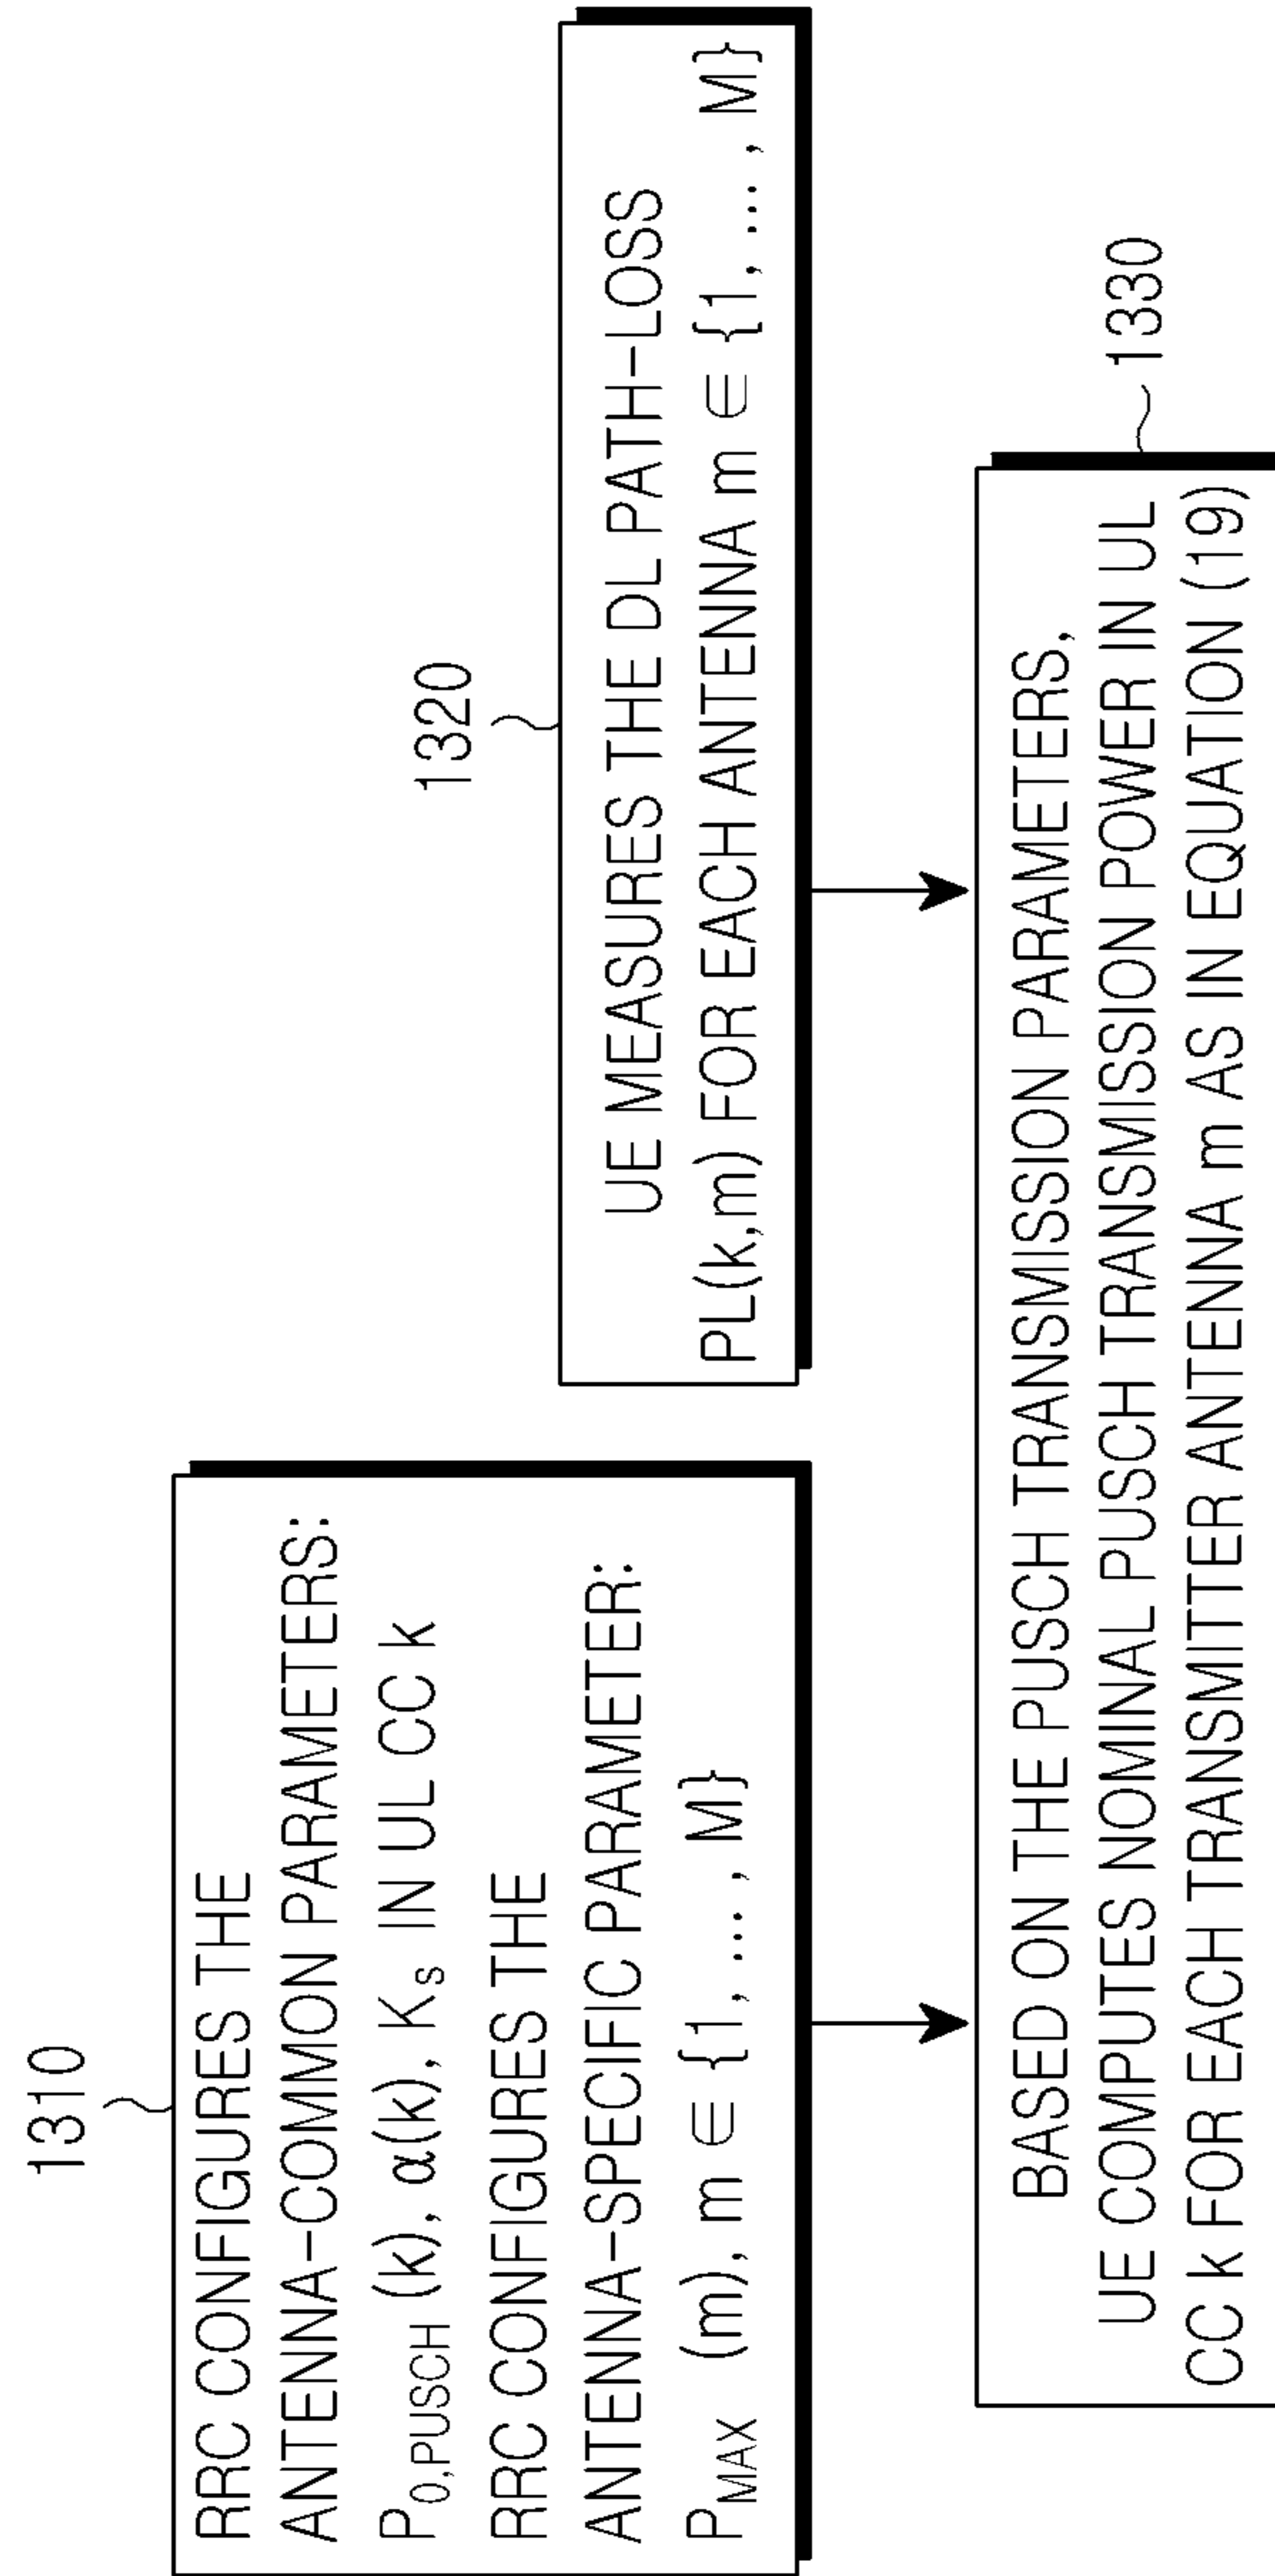 1310
RRC CONFIGURES THE
ANTENNA-COMMON PARAMETERS:
P0,PUSCH (k), α(k), Ks IN UL CC k
RRC CONFIGURES THE
ANTENNA-SPECIFIC PARAMETER:
PMAX (m), m ∈ {1, ... , M}
1320
UE MEASURES THE DL PATH-LOSS
PL(k,m) FOR EACH ANTENNA m ∈ {1, ... , M}
1330
BASED ON THE PUSCH TRANSMISSION PARAMETERS,
UE COMPUTES NOMINAL PUSCH TRANSMISSION POWER IN UL
CC k FOR EACH TRANSMITTER ANTENNA m AS IN EQUATION (19)